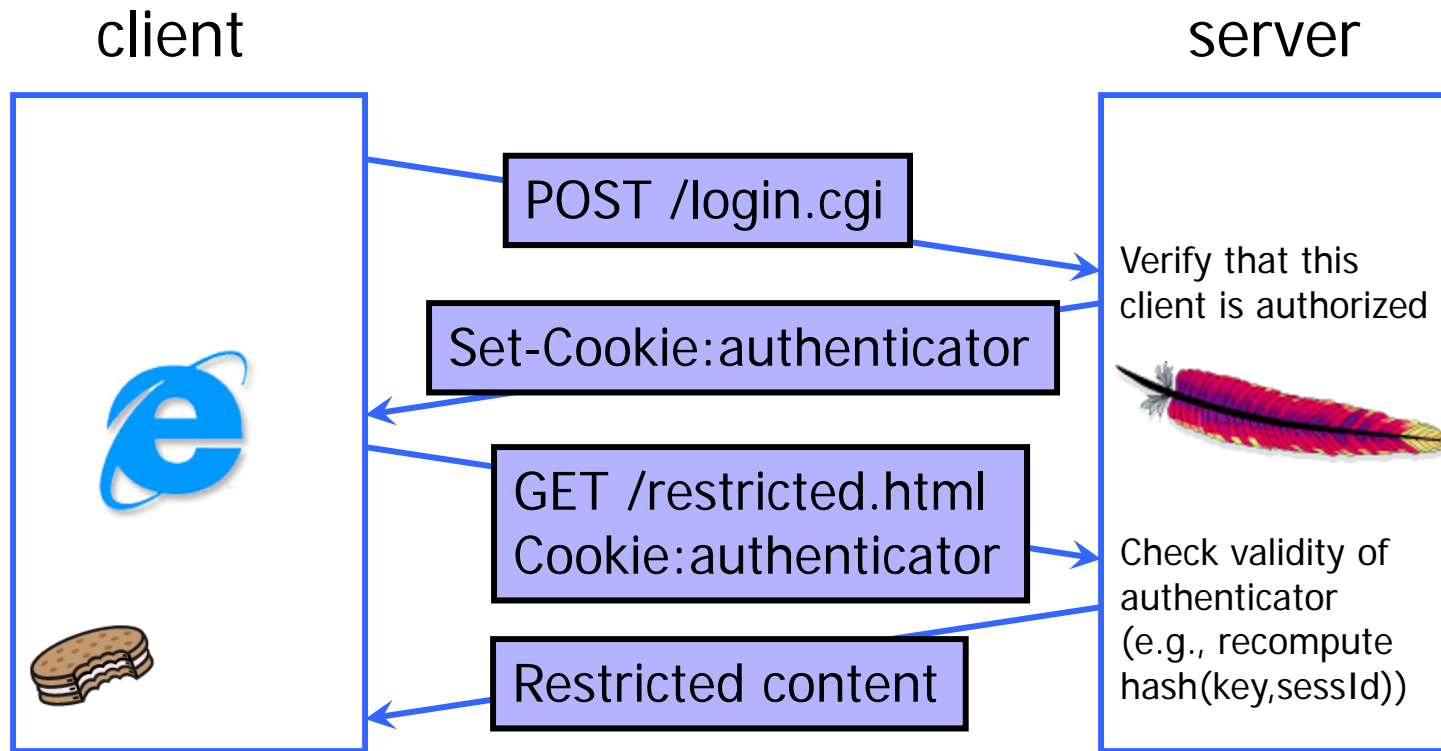 client
server
POST /login.cgi
Verify that this
client is authorized
Set-Cookie:authenticator
GET /restricted.html
Cookie:authenticator
Check validity of
authenticator
(e.g., recompute
hash(key,sessId))
Restricted content